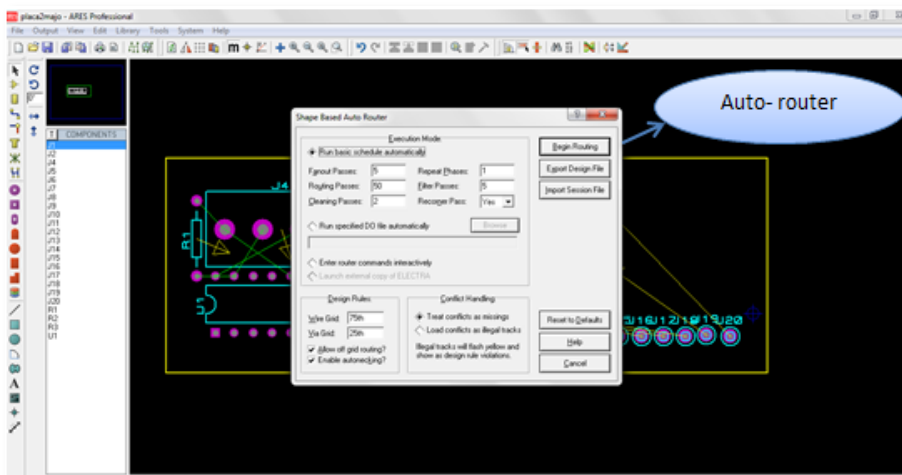 placa2majo - ARES Professional
File Output View Edit Library Tools System Help
Auto- router
COMPONENTS
J1
J2
J4
J5
J6
J7
J8
J9
J10
J11
J12
J13
J14
J15
J16
J17
J18
J19
J20
R1
R2
R3
U1
J4
R1
U1
Shape Based Auto Router
Execution Mode:
Run basic schedule automatically
Fanout Passes: 5 Repeat Phases: 1
Routing Passes: 50 Filter Passes: 5
Cleaning Passes: 2 Recorner Pass: Yes
Run specified DO file automatically Browse
Enter router commands interactively
Launch external copy of ELECTRA
Design Rules:
Wire Grid: 75th
Via Grid: 25th
Allow off grid routing?
Enable autonecking?
Conflict Handling:
Treat conflicts as missings
Load conflicts as illegal tracks
Illegal tracks will flash yellow and
show as design rule violations.
Begin Routing
Export Design File
Import Session File
Reset to Defaults
Help
Cancel
J16 J17 J18 J19 J20